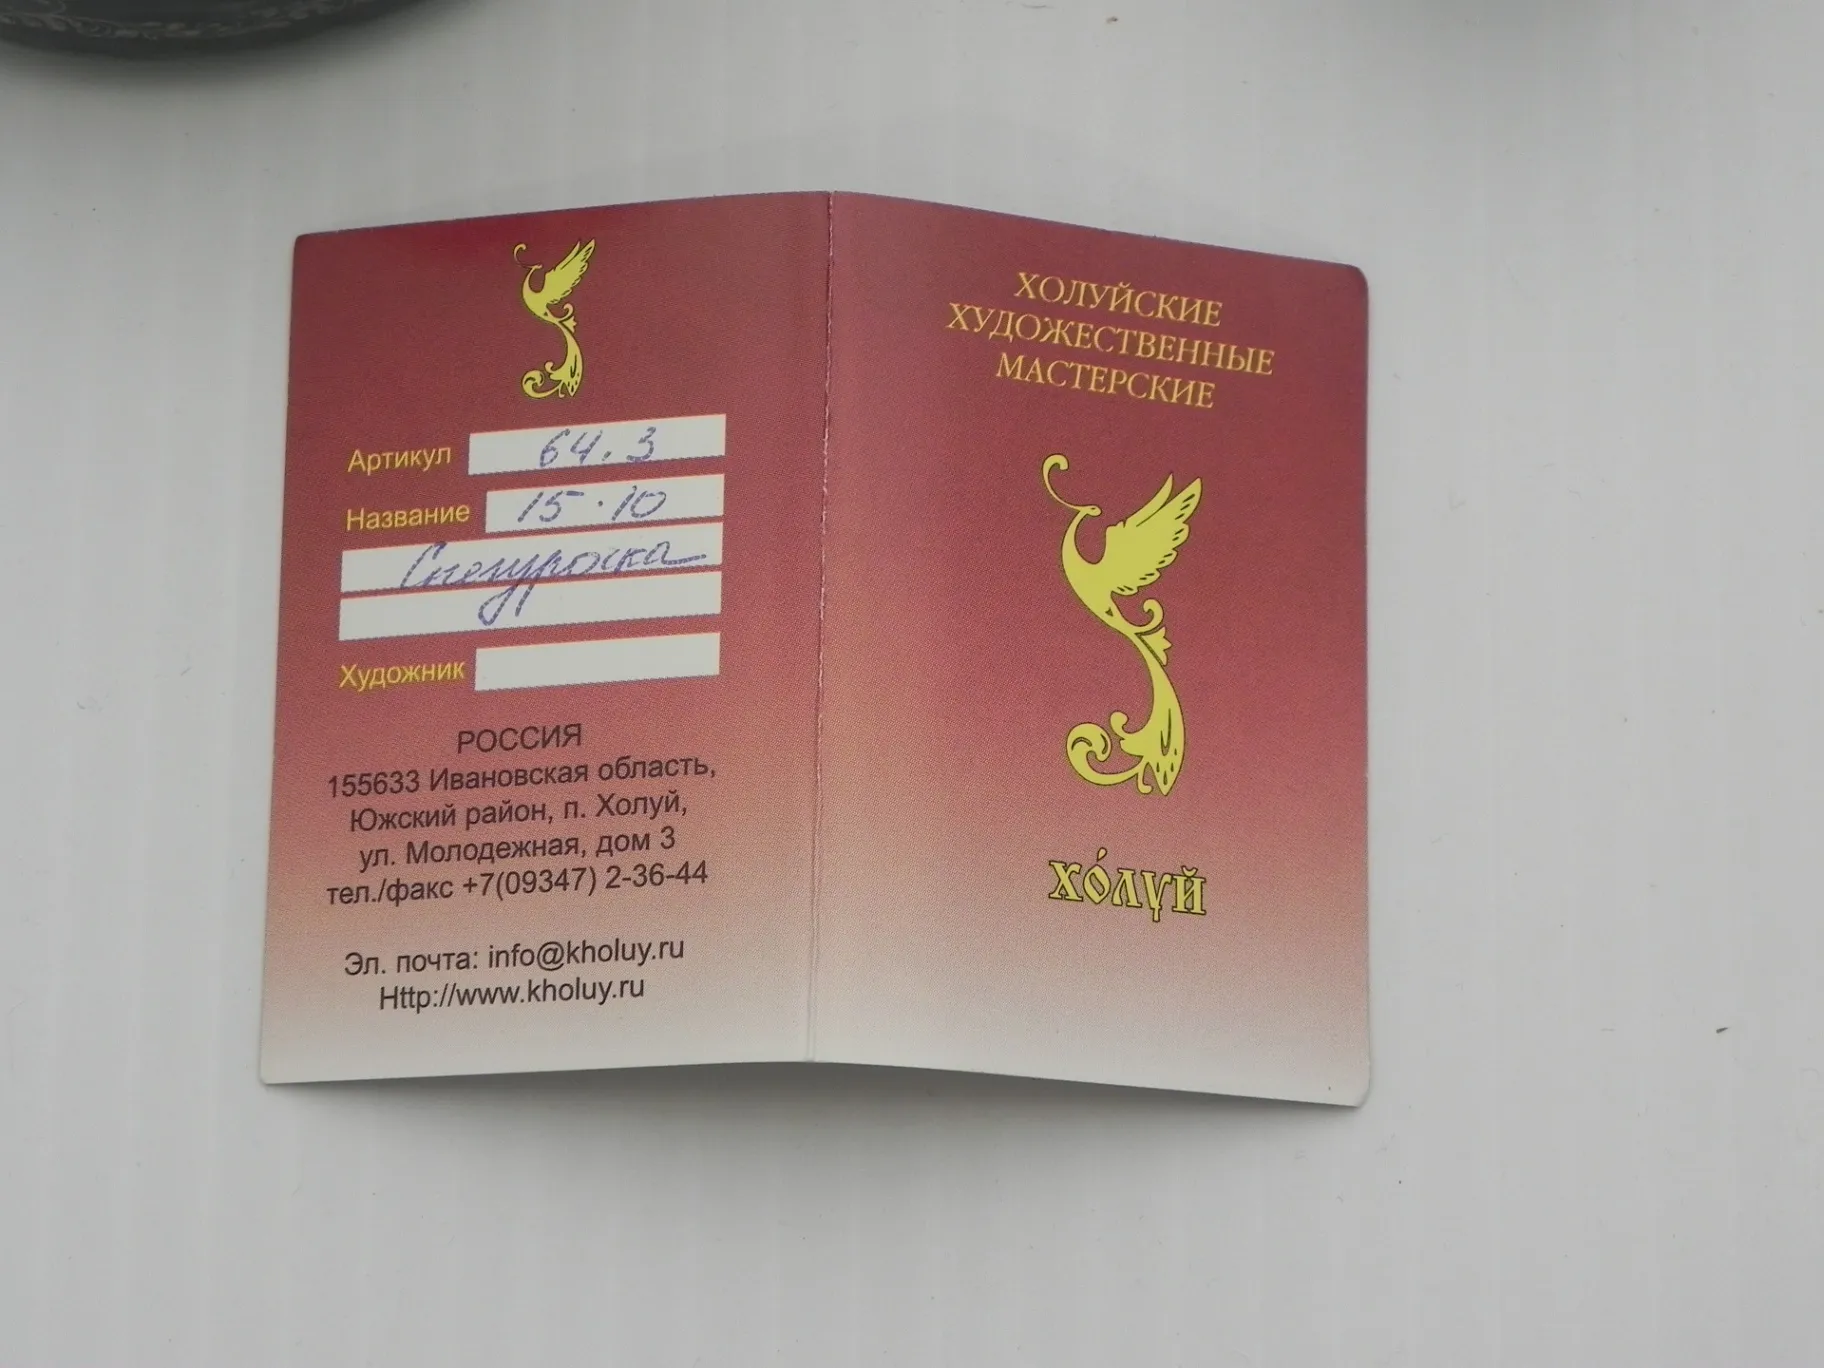 Артикул 64.3
Название 15.10
Снегурочка
Художник
РОССИЯ
155633 Ивановская область,
Южский район, п. Холуй,
ул. Молодежная, дом 3
тел./факс +7(09347) 2-36-44
Эл. почта: info@kholuy.ru
Http://www.kholuy.ru
ХОЛУЙСКИЕ
ХУДОЖЕСТВЕННЫЕ
МАСТЕРСКИЕ
хо́луй